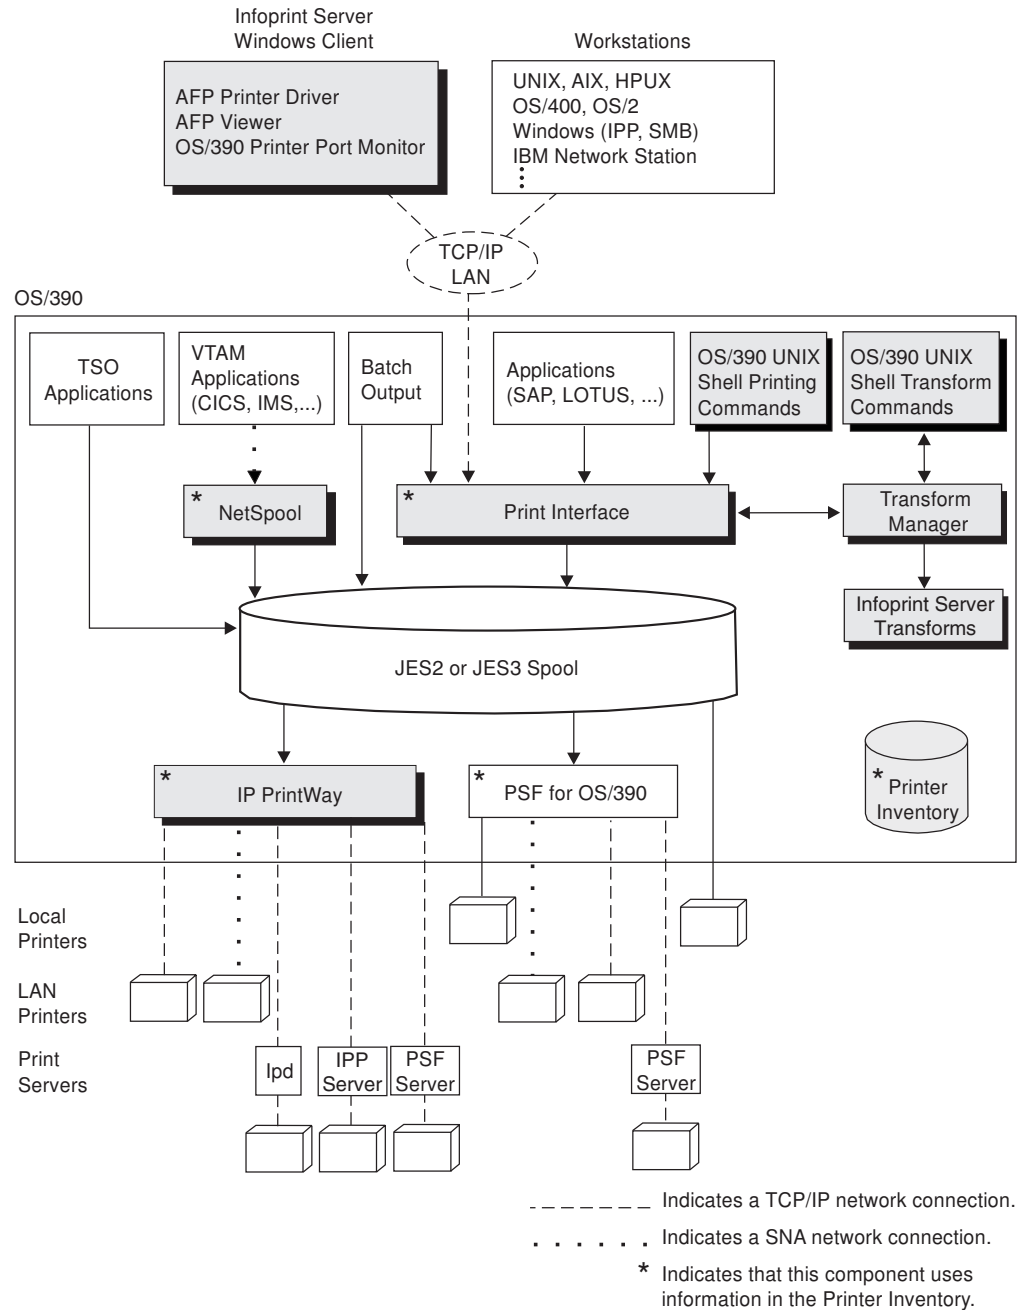 Infoprint Server
Windows Client
Workstations
AFP Printer Driver
AFP Viewer
OS/390 Printer Port Monitor
UNIX, AIX, HPUX
OS/400, OS/2
Windows (IPP, SMB)
IBM Network Station
TCP/IP
LAN
OS/390
TSO
Applications
VTAM
Applications
(CICS, IMS,...)
Batch
Output
Applications
(SAP, LOTUS, ...)
OS/390 UNIX
Shell Printing
Commands
OS/390 UNIX
Shell Transform
Commands
* NetSpool
* Print Interface
Transform
Manager
Infoprint Server
Transforms
JES2 or JES3 Spool
* IP PrintWay
* PSF for OS/390
* Printer
Inventory
Local
Printers
LAN
Printers
Print
Servers
lpd
IPP
Server
PSF
Server
PSF
Server
Indicates a TCP/IP network connection.
Indicates a SNA network connection.
* Indicates that this component uses
information in the Printer Inventory.